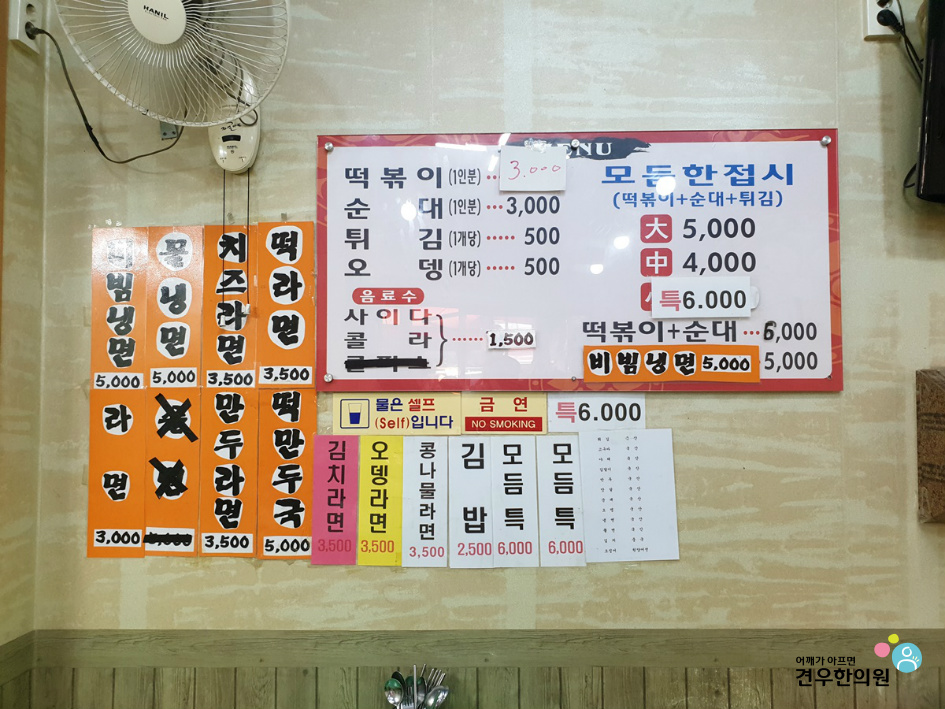 HANIL
MENU
떡볶이(1인분) ··· 3.000
순대(1인분) ··· 3,000
튀김(1개당) ····· 500
오뎅(1개당) ····· 500
음료수
사이다
콜라
1,500
모든한접시
(떡볶이+순대+튀김)
大 5,000
中 4,000
특6.000
떡볶이+순대 ··· 6,000
비빔냉면 5,000
5,000
비빔냉면
5,000
물냉면
5,000
치즈라면
3,500
떡라면
3,500
라면
3,000
만두라면
3,500
떡만두국
5,000
물은 셀프
(Self)입니다
금연
NO SMOKING
특6.000
김치라면
3,500
오뎅라면
3,500
콩나물라면
3,500
김밥
2,500
모듬특
6,000
모듬특
6,000
어깨가 아프면
견우한의원